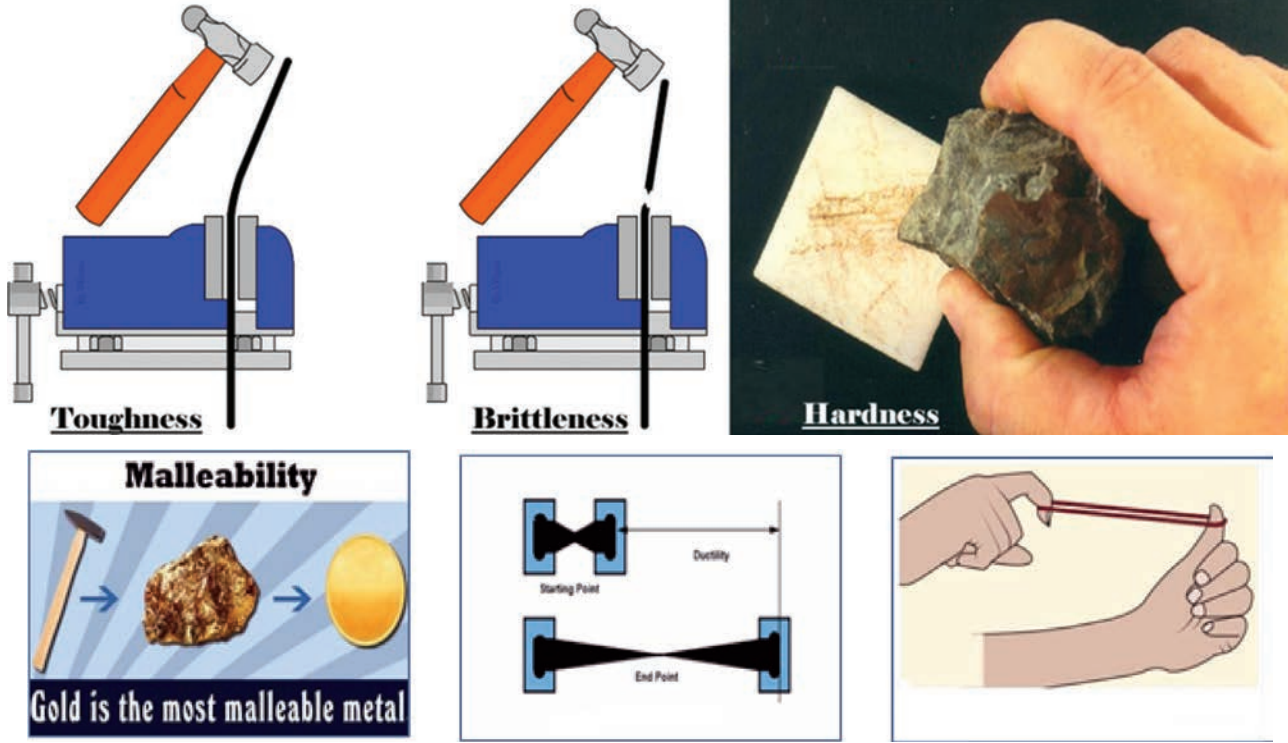 Toughness
Brittleness
Hardness
Malleability
Gold is the most malleable metal
Ductility
Starting Point
End Point